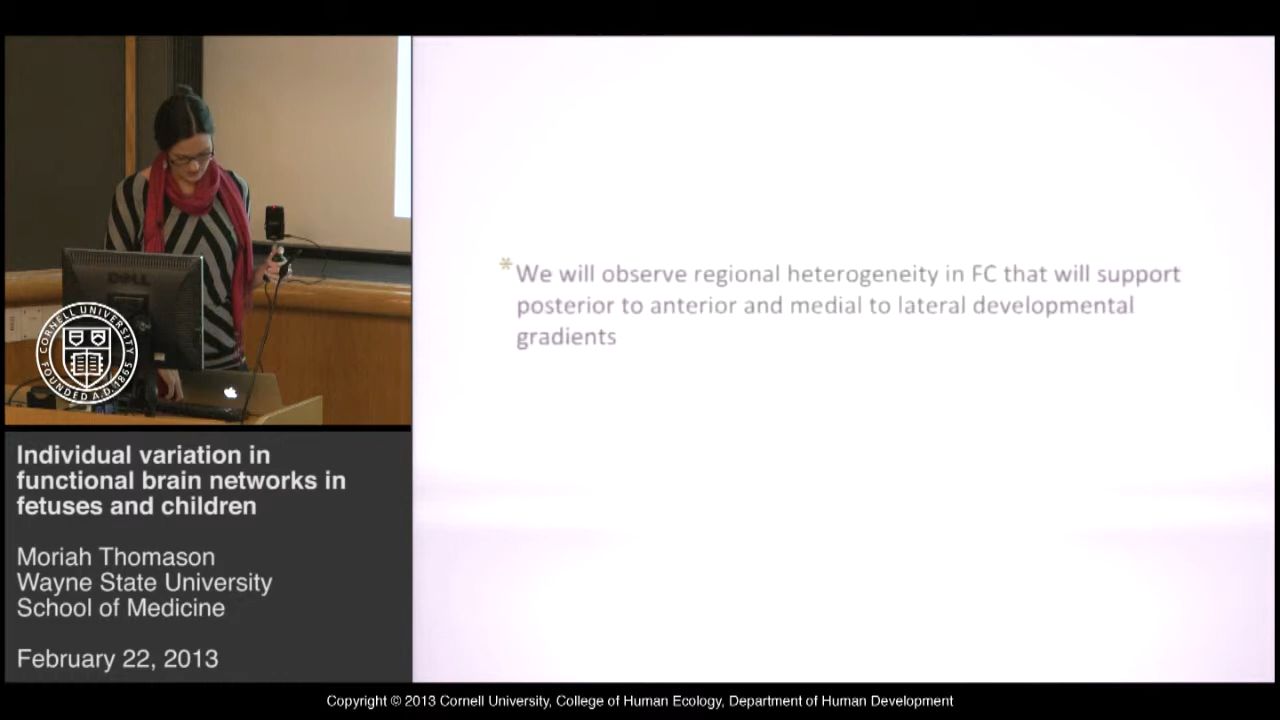 DELL
CORNELL UNIVERSITY
FOUNDED A.D. 1865
Individual variation in
functional brain networks in
fetuses and children
Moriah Thomason
Wayne State University
School of Medicine
February 22, 2013
* We will observe regional heterogeneity in FC that will support
posterior to anterior and medial to lateral developmental
gradients
Copyright © 2013 Cornell University, College of Human Ecology, Department of Human Development